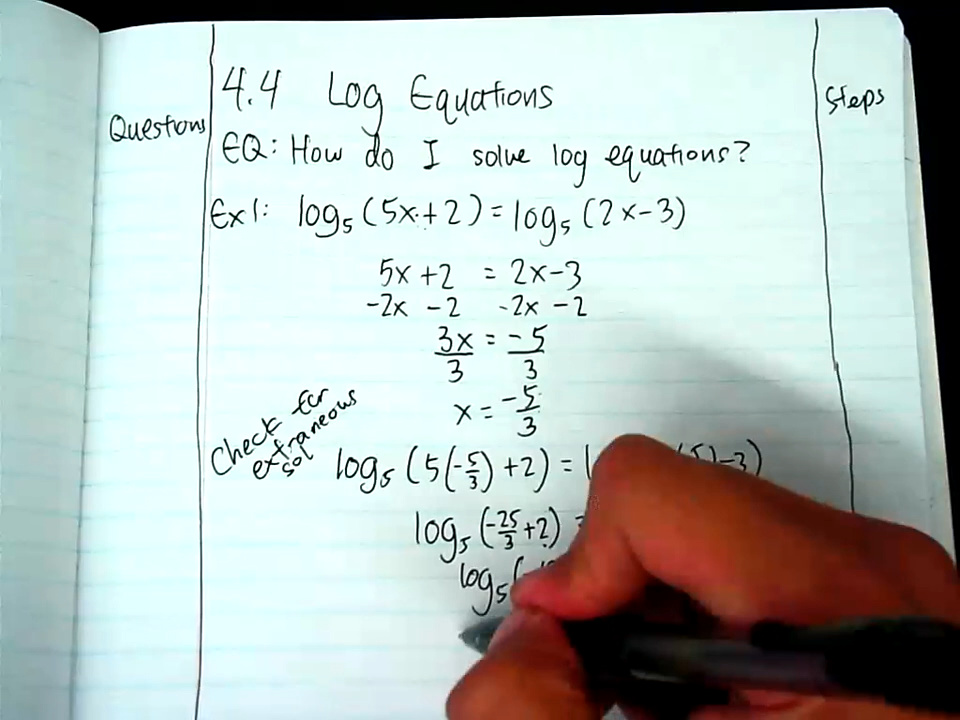 4.4 Log Equations
Questions
Steps
EQ: How do I solve log equations?
Ex1: log₅(5x+2) = log₅(2x-3)
5x+2 = 2x-3
-2x -2 -2x -2
3x = -5
3 3
x = -5/3
Check for
extraneous
sol
log₅(5(-5/3)+2) = -3)
log₅(-25/3+2) =
log₅(